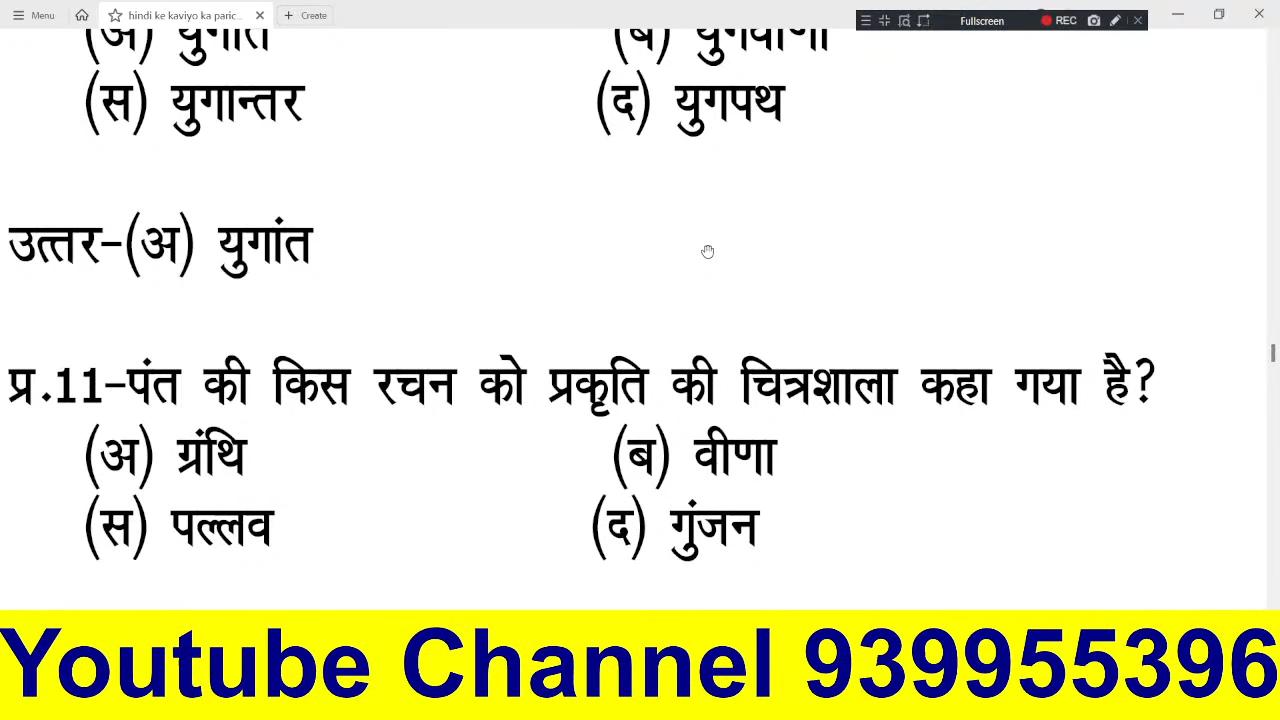 Menu
hindi ke kaviyo ka paric...
Create
Fullscreen
REC
(अ) युगांत (ब) युगवाणी
(स) युगान्तर (द) युगपथ
उत्तर-(अ) युगांत
प्र.11-पंत की किस रचन को प्रकृति की चित्रशाला कहा गया है?
(अ) ग्रंथि (ब) वीणा
(स) पल्लव (द) गुंजन
Youtube Channel 939955396